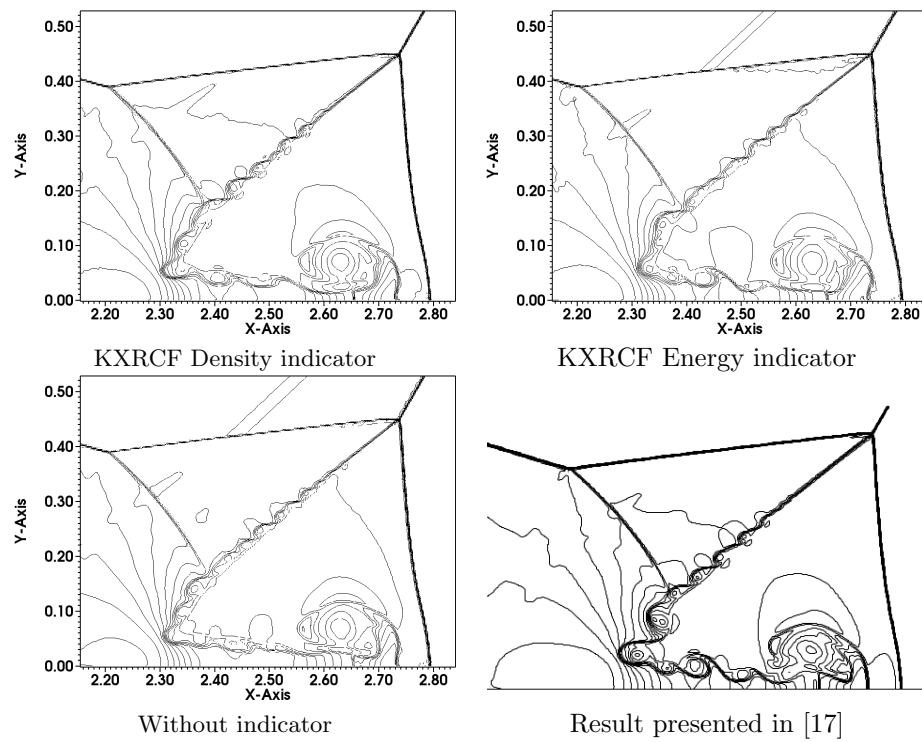 0.50
0.40
0.30
0.20
0.10
0.00
Y-Axis
2.20 2.30 2.40 2.50 2.60 2.70 2.80
X-Axis
KXRCF Density indicator
0.50
0.40
0.30
0.20
0.10
0.00
Y-Axis
2.20 2.30 2.40 2.50 2.60 2.70 2.80
X-Axis
KXRCF Energy indicator
0.50
0.40
0.30
0.20
0.10
0.00
Y-Axis
2.20 2.30 2.40 2.50 2.60 2.70 2.80
X-Axis
Without indicator
Result presented in [17]